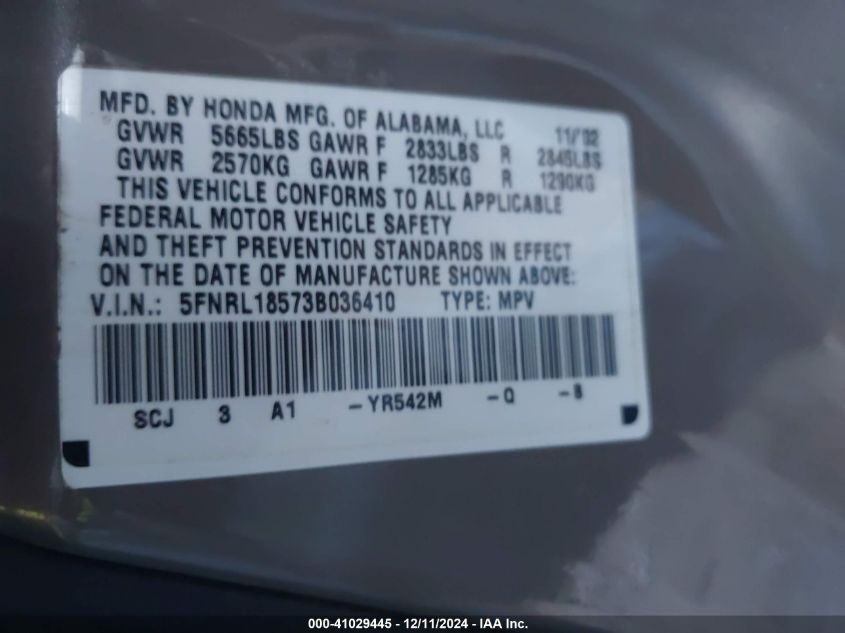 MFD. BY HONDA MFG. OF ALABAMA, LLC 11/'02
GVWR 5665LBS GAWR F 2833LBS R 2845LBS
GVWR 2570KG GAWR F 1285KG R 1290KG
THIS VEHICLE CONFORMS TO ALL APPLICABLE
FEDERAL MOTOR VEHICLE SAFETY
AND THEFT PREVENTION STANDARDS IN EFFECT
ON THE DATE OF MANUFACTURE SHOWN ABOVE:
V.I.N.: 5FNRL18573B036410 TYPE: MPV
SCJ 3 A1 -YR542M -Q -B
000-41029445 - 12/11/2024 - IAA Inc.